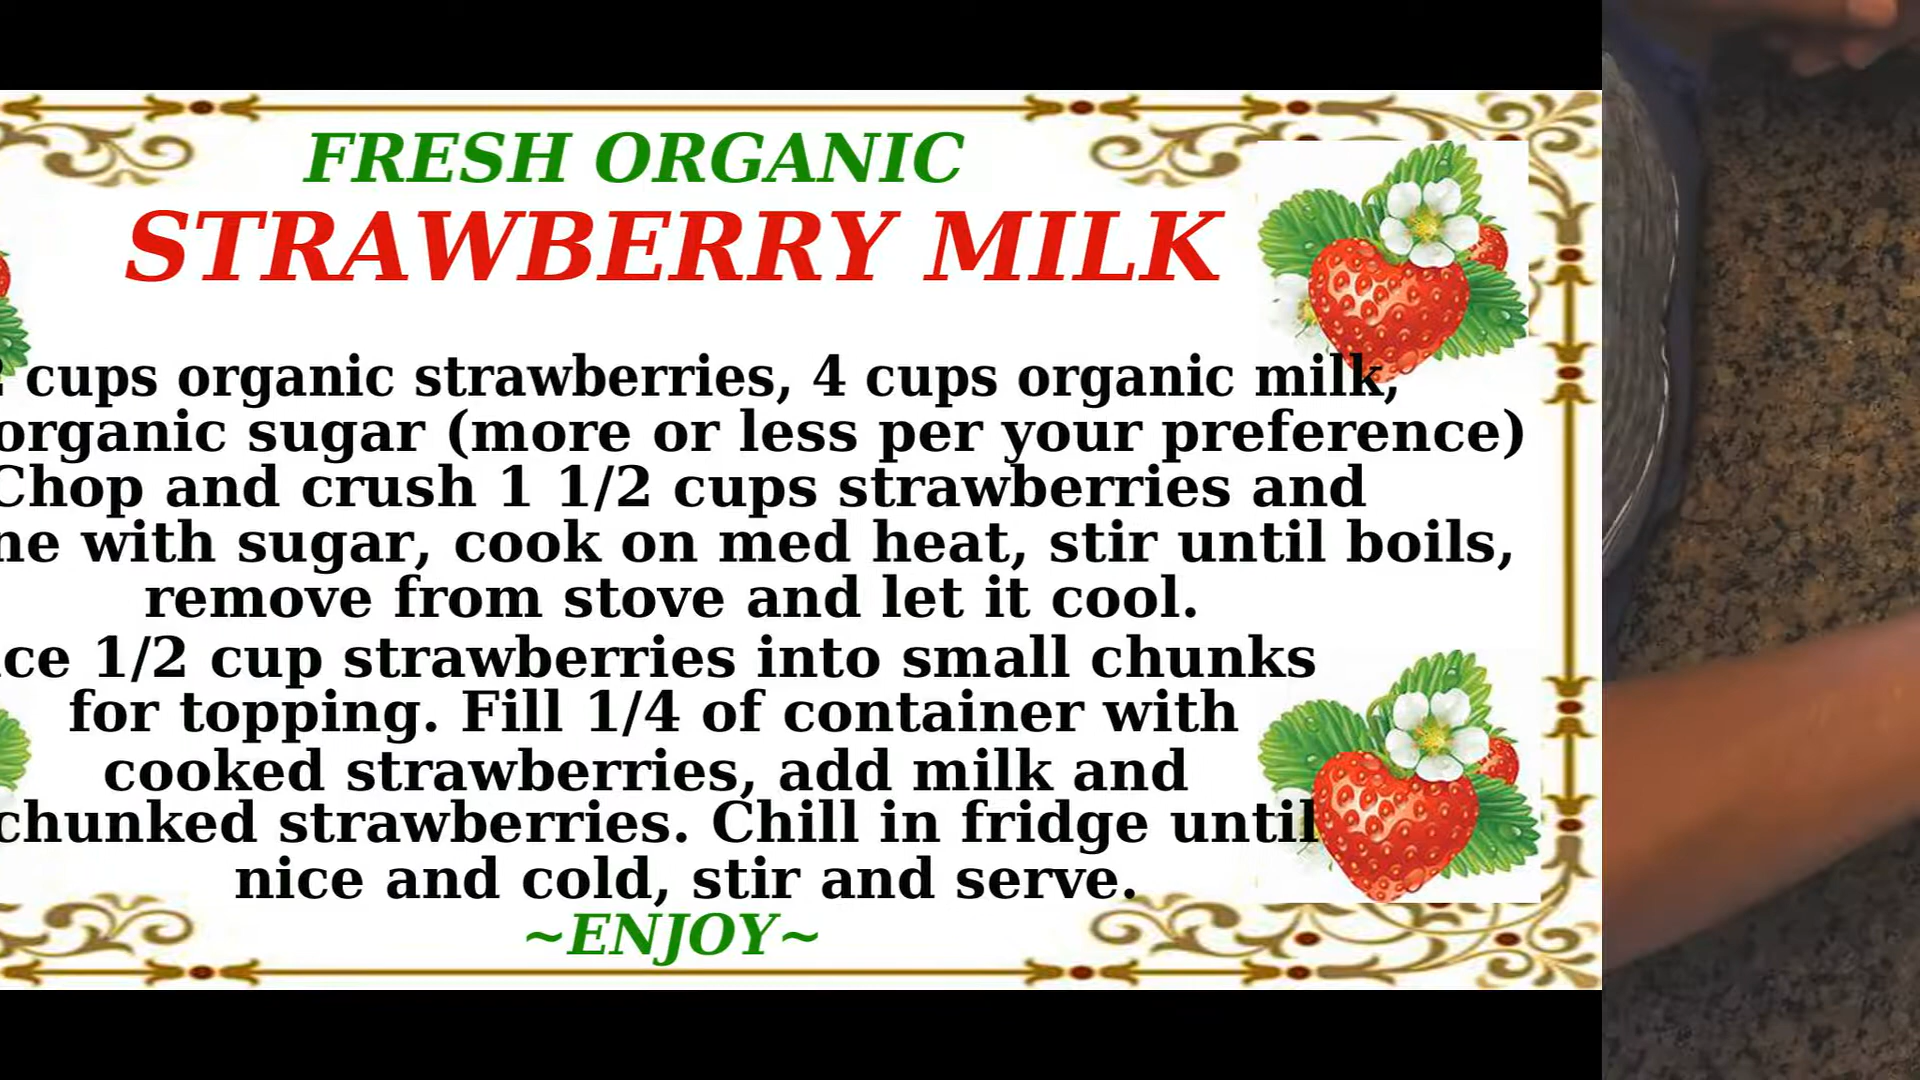 FRESH ORGANIC
STRAWBERRY MILK
cups organic strawberries, 4 cups organic milk,
organic sugar (more or less per your preference)
Chop and crush 1 1/2 cups strawberries and
with sugar, cook on med heat, stir until boils,
remove from stove and let it cool.
1/2 cup strawberries into small chunks
for topping. Fill 1/4 of container with
cooked strawberries, add milk and
chunked strawberries. Chill in fridge until
nice and cold, stir and serve.
~ENJOY~